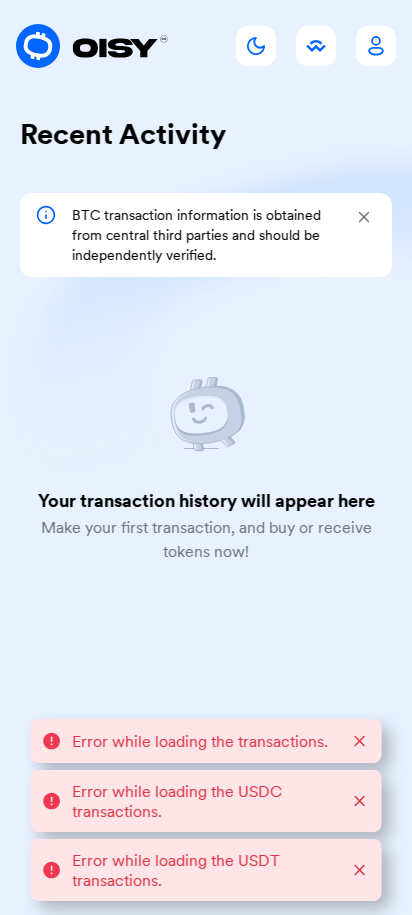 OISY
Recent Activity
BTC transaction information is obtained
from central third parties and should be
independently verified.
Your transaction history will appear here
Make your first transaction, and buy or receive
tokens now!
Error while loading the transactions.
Error while loading the USDC
transactions.
Error while loading the USDT
transactions.